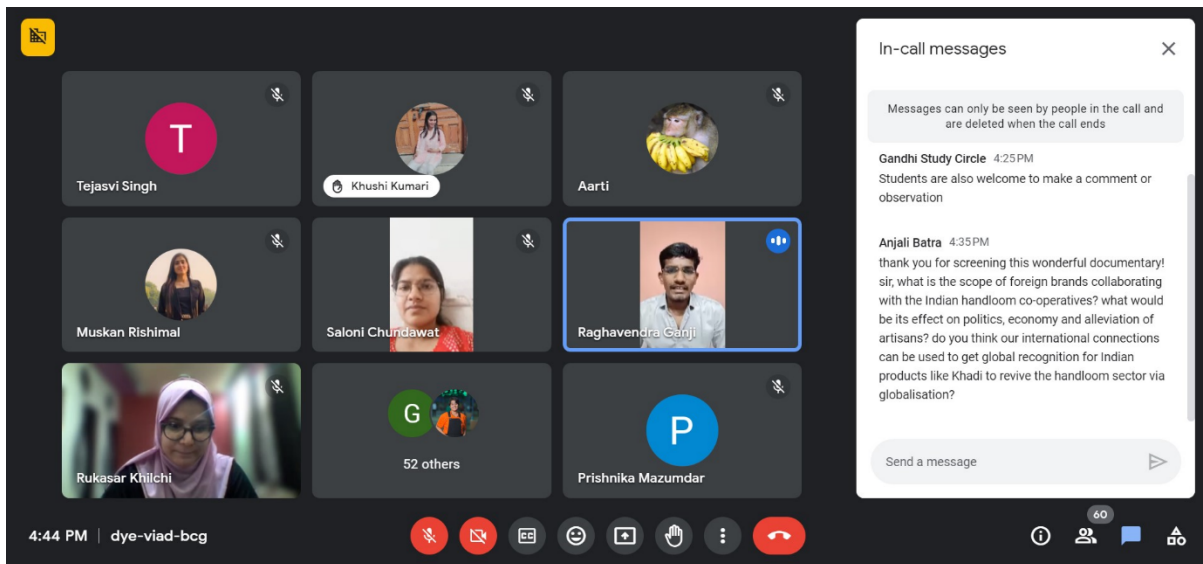 In-call messages
Messages can only be seen by people in the call and
are deleted when the call ends
Gandhi Study Circle 4:25 PM
Students are also welcome to make a comment or
observation
Anjali Batra 4:35 PM
thank you for screening this wonderful documentary!
sir, what is the scope of foreign brands collaborating
with the Indian handloom co-operatives? what would
be its effect on politics, economy and alleviation of
artisans? do you think our international connections
can be used to get global recognition for Indian
products like Khadi to revive the handloom sector via
globalisation?
Send a message
T
Tejasvi Singh
Khushi Kumari
Aarti
Muskan Rishimal
Saloni Chundawat
Raghavendra Ganji
Rukasar Khilchi
G
52 others
P
Prishnika Mazumdar
4:44 PM | dye-viad-bcg
CC
60